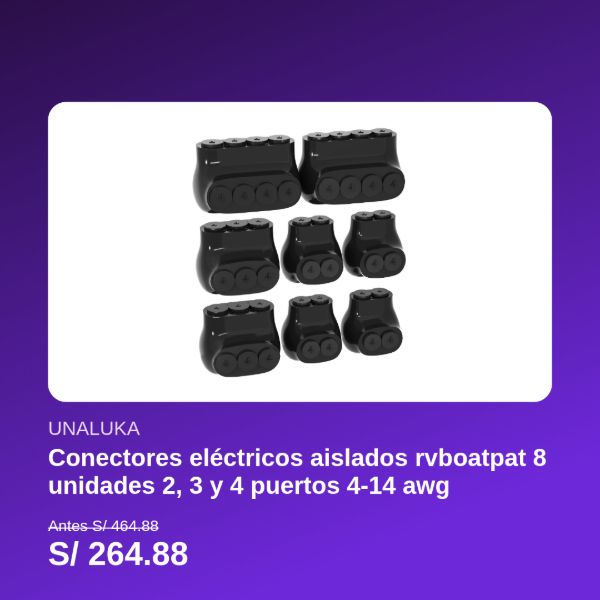 UNALUKA
Conectores eléctricos aislados rvboatpat 8
unidades 2, 3 y 4 puertos 4-14 awg
Antes S/ 464.88
S/ 264.88